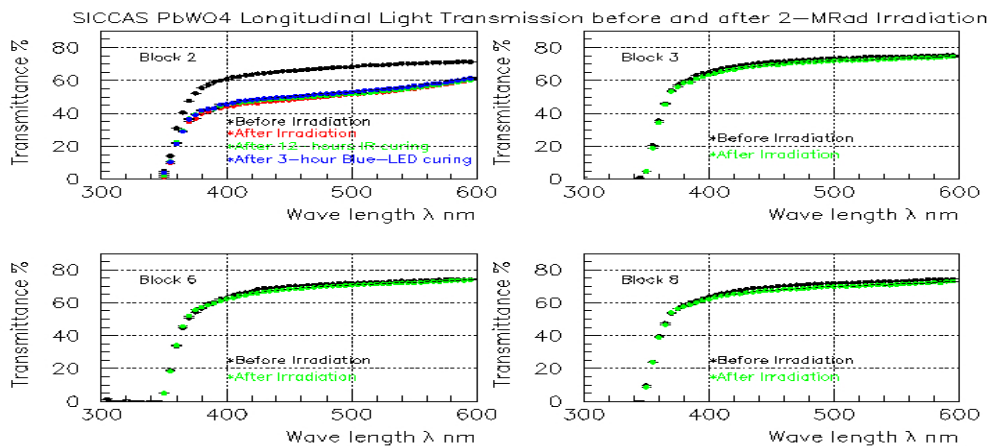 SICCAS PbWO4 Longitudinal Light Transmission before and after 2-MRad Irradiation
Transmittance %
80
60
40
20
0
Block 2
*Before Irradiation
*After Irradiation
*After 12-hours IR curing
*After 3-hour Blue-LED curing
300 400 500 600
Wave length λ nm
Transmittance %
80
60
40
20
0
Block 3
*Before Irradiation
*After Irradiation
300 400 500 600
Wave length λ nm
Transmittance %
80
60
40
20
0
Block 6
*Before Irradiation
*After Irradiation
300 400 500 600
Wave length λ nm
Transmittance %
80
60
40
20
0
Block 8
*Before Irradiation
*After Irradiation
300 400 500 600
Wave length λ nm